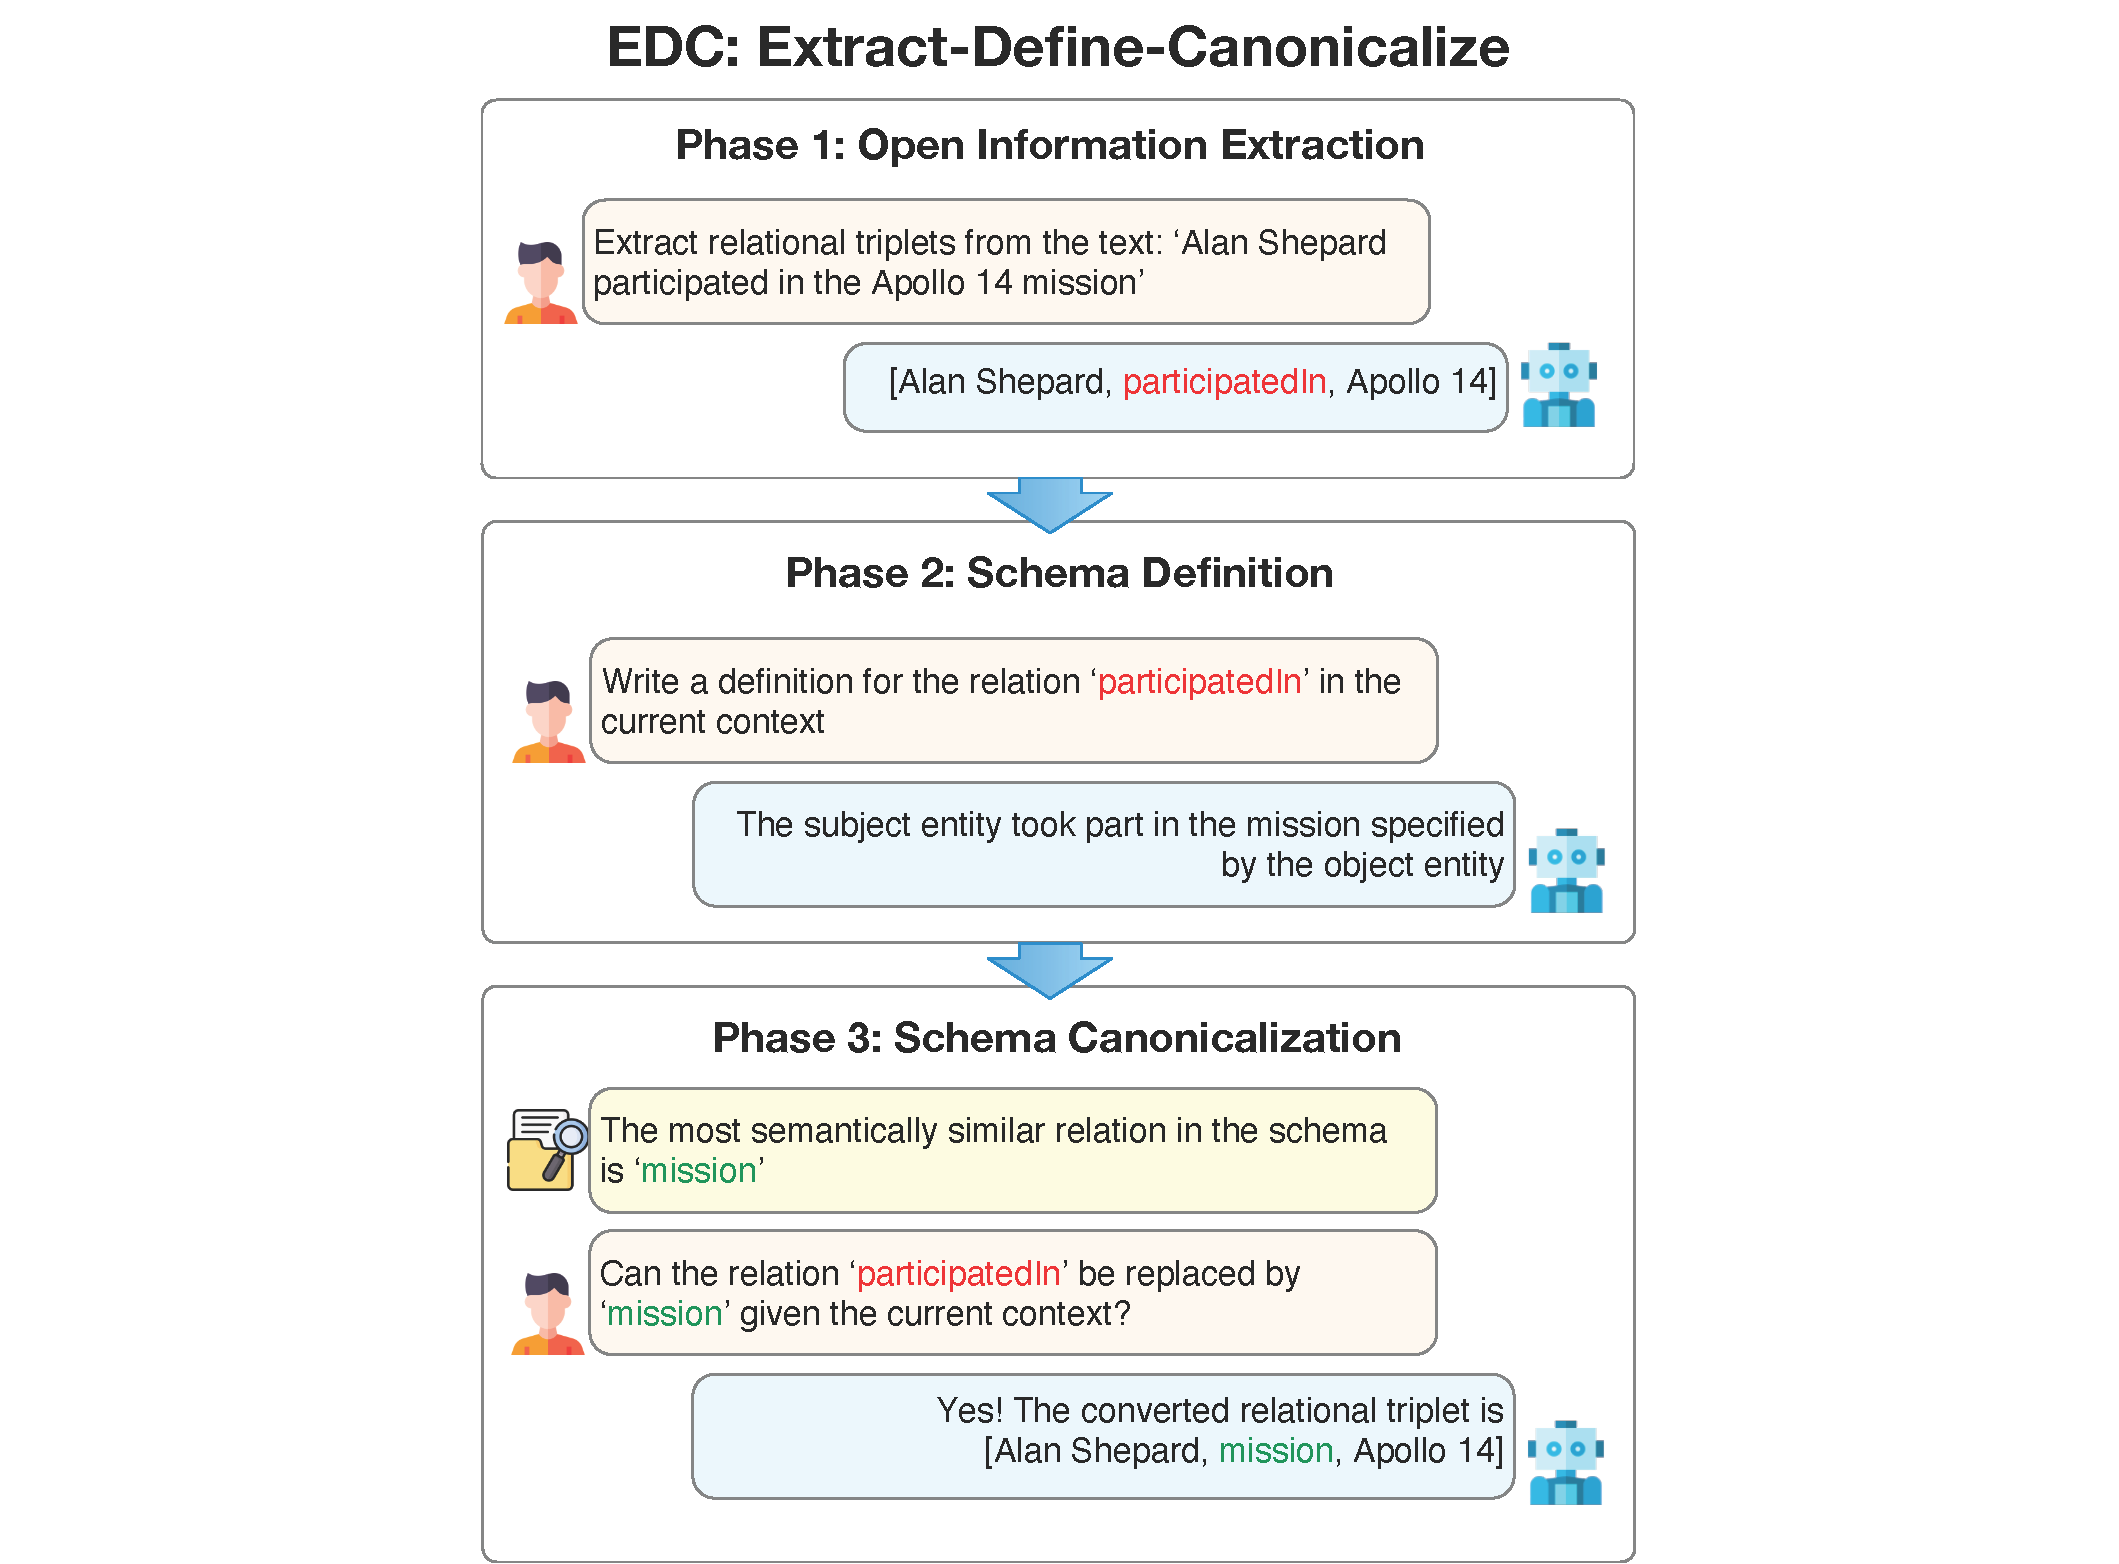 EDC: Extract-Define-Canonicalize
Phase 1: Open Information Extraction
Extract relational triplets from the text: ‘Alan Shepard
participated in the Apollo 14 mission’
[Alan Shepard, participatedIn, Apollo 14]
Phase 2: Schema Definition
Write a definition for the relation ‘participatedIn’ in the
current context
The subject entity took part in the mission specified
by the object entity
Phase 3: Schema Canonicalization
The most semantically similar relation in the schema
is ‘mission’
Can the relation ‘participatedIn’ be replaced by
‘mission’ given the current context?
Yes! The converted relational triplet is
[Alan Shepard, mission, Apollo 14]